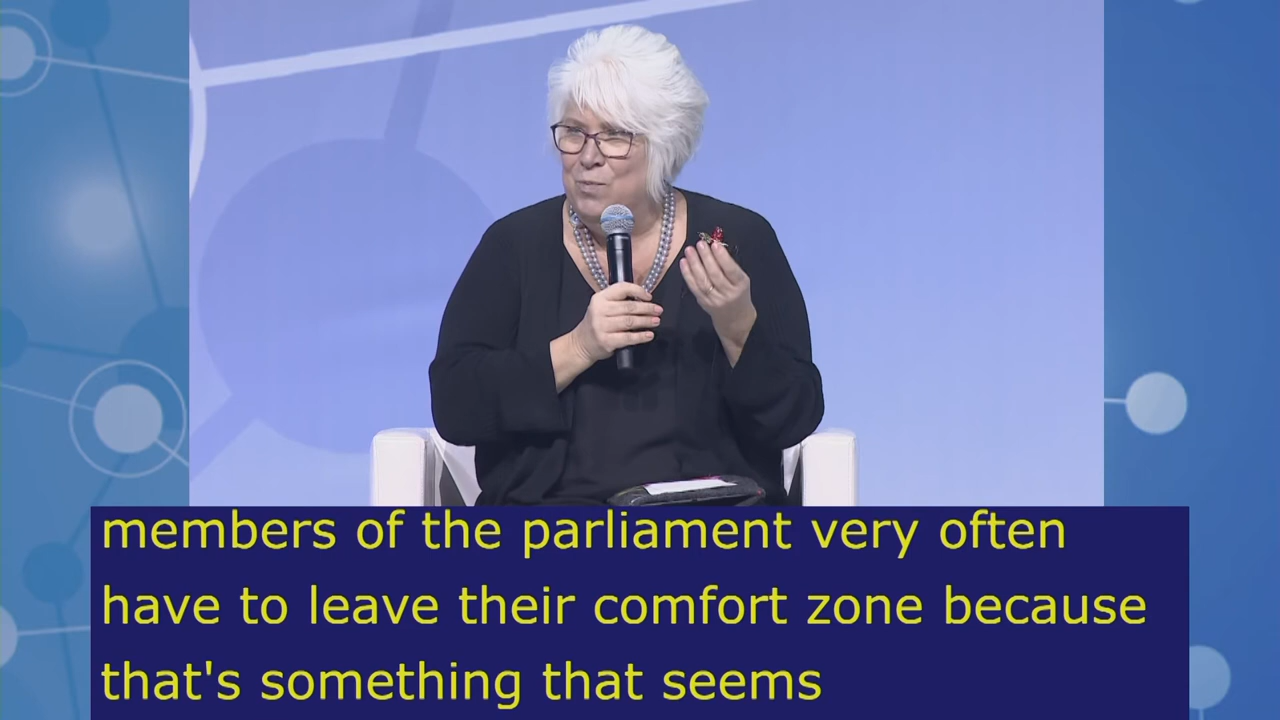 members of the parliament very often
have to leave their comfort zone because
that's something that seems